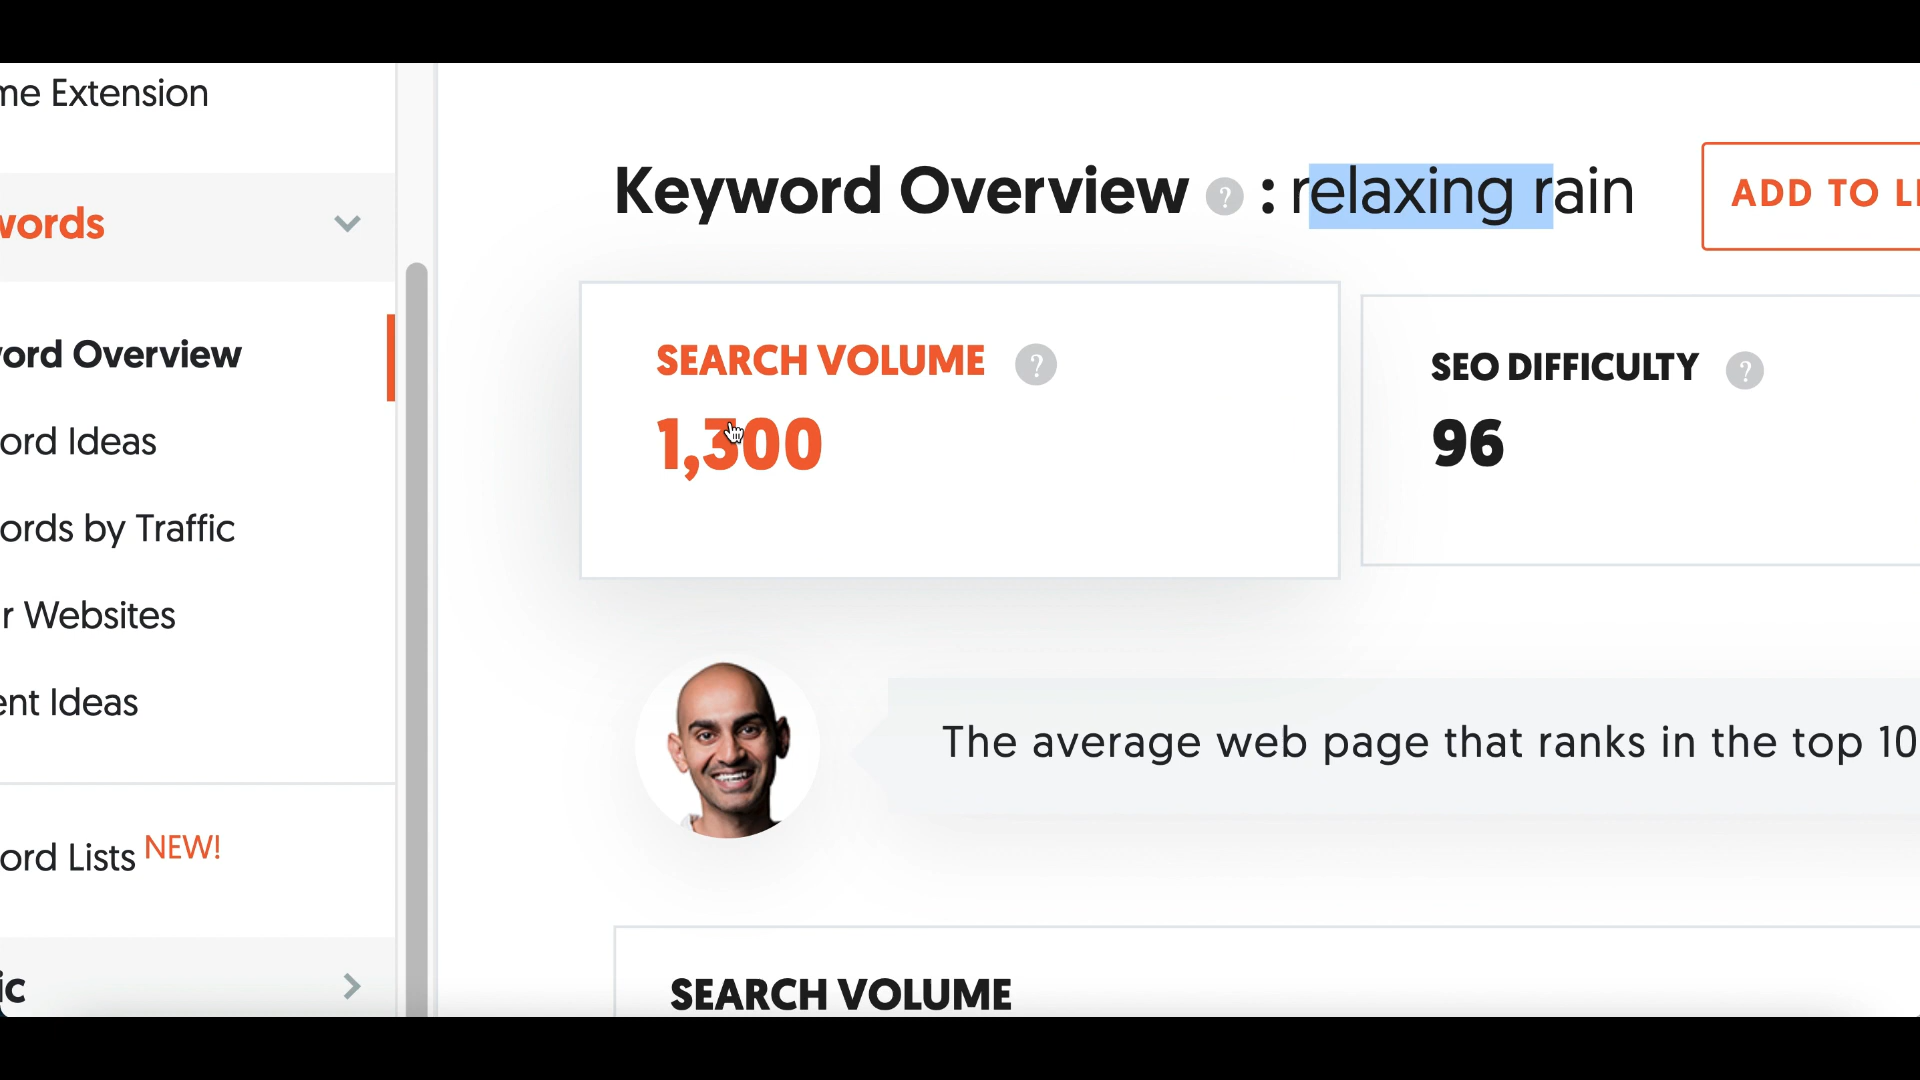 me Extension
words
ord Overview
ord Ideas
ords by Traffic
r Websites
ent Ideas
ord Lists NEW!
ic
Keyword Overview ? : relaxing rain
ADD TO LI
SEARCH VOLUME ?
1,300
SEO DIFFICULTY ?
96
The average web page that ranks in the top 10
SEARCH VOLUME